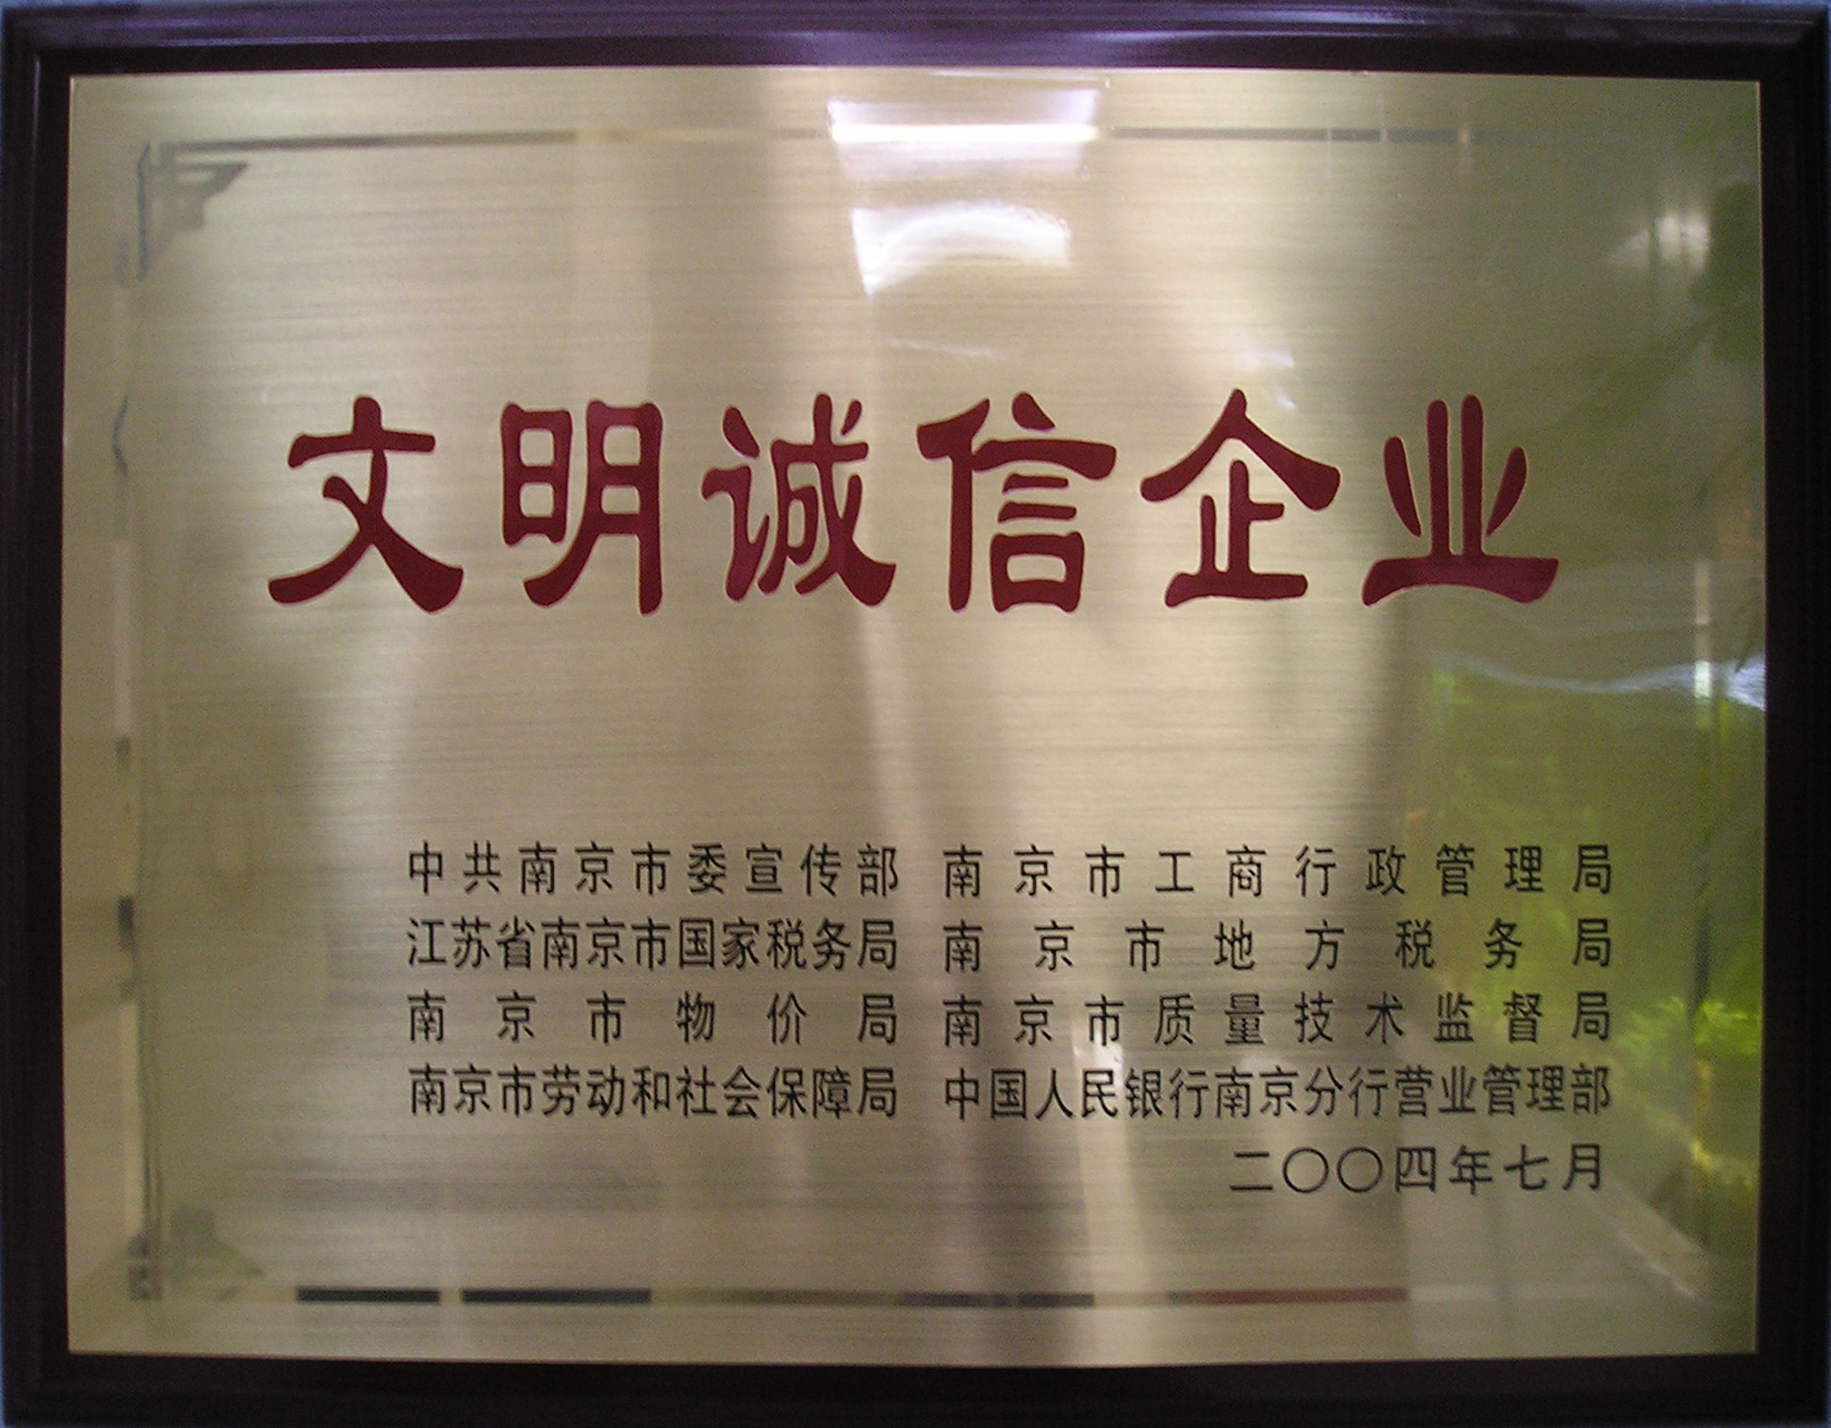 文明诚信企业
中共南京市委宣传部 南京市工商行政管理局
江苏省南京市国家税务局 南京市地方税务局
南京市物价局 南京市质量技术监督局
南京市劳动和社会保障局 中国人民银行南京分行营业管理部
二〇〇四年七月